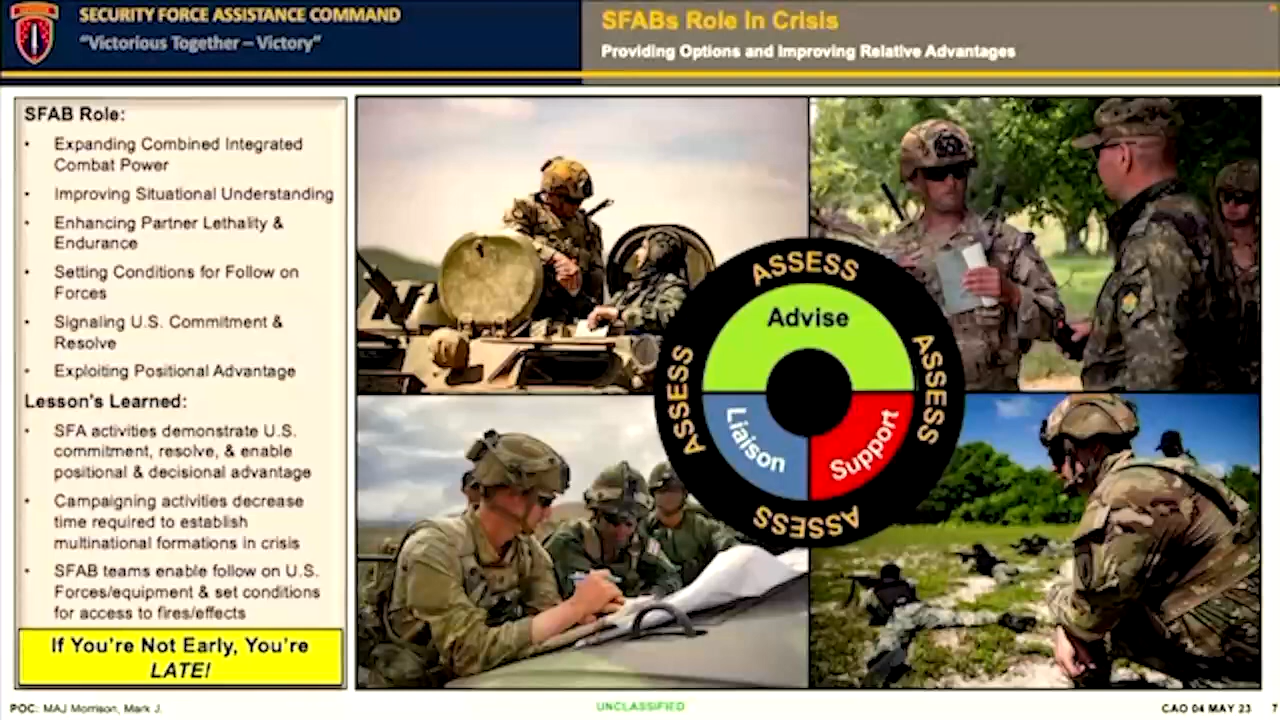 SECURITY FORCE ASSISTANCE COMMAND
"Victorious Together – Victory"
SFABs Role In Crisis
Providing Options and Improving Relative Advantages
SFAB Role:
• Expanding Combined Integrated
Combat Power
• Improving Situational Understanding
• Enhancing Partner Lethality &
Endurance
• Setting Conditions for Follow on
Forces
• Signaling U.S. Commitment &
Resolve
• Exploiting Positional Advantage
Lesson's Learned:
• SFA activities demonstrate U.S.
commitment, resolve, & enable
positional & decisional advantage
• Campaigning activities decrease
time required to establish
multinational formations in crisis
• SFAB teams enable follow on U.S.
Forces/equipment & set conditions
for access to fires/effects
If You're Not Early, You're
LATE!
ASSESS
Advise
ASSESS
ASSESS
Liaison
Support
ASSESS
POC: MAJ Morrison, Mark J.
UNCLASSIFIED
CAO 04 MAY 23
7